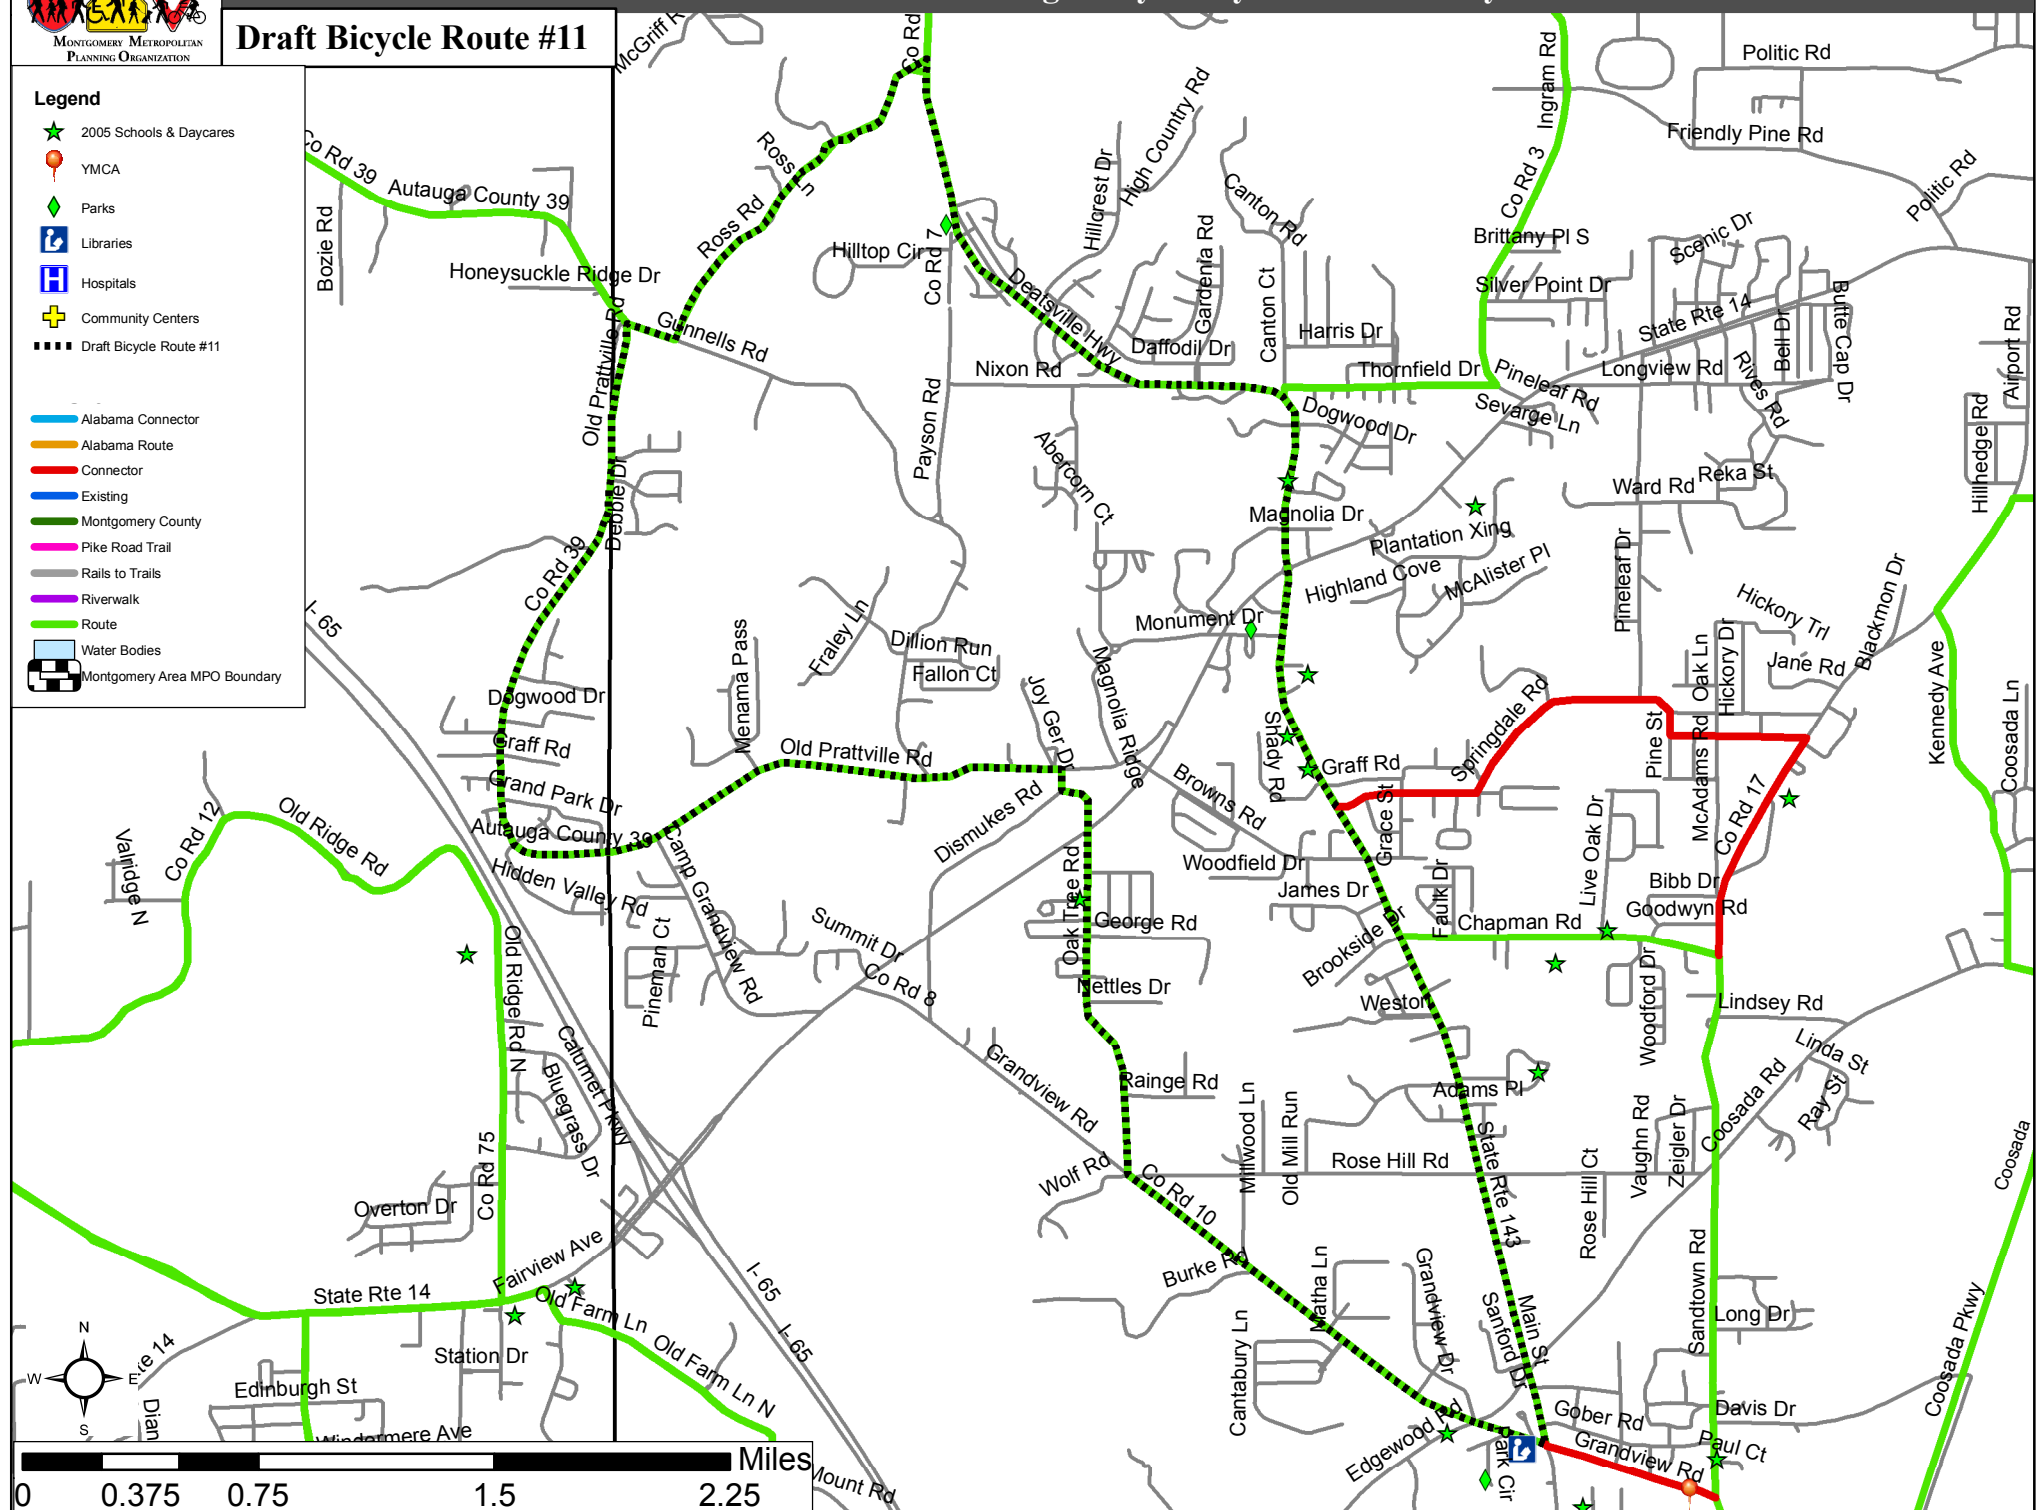 Montgomery Metropolitan
Planning Organization
Draft Bicycle Route #11
Legend
2005 Schools & Daycares
YMCA
Parks
Libraries
Hospitals
Community Centers
Draft Bicycle Route #11
Alabama Connector
Alabama Route
Connector
Existing
Montgomery County
Pike Road Trail
Rails to Trails
Riverwalk
Route
Water Bodies
Montgomery Area MPO Boundary
Co Rd
Ingram Rd
Politic Rd
Friendly Pine Rd
Politic Rd
Co Rd 39
Autauga County 39
Bozie Rd
Honeysuckle Ridge Dr
Ross Ln
Ross Rd
Hilltop Cir
Co Rd 7
Hillcrest Dr
High Country Rd
Canton Rd
Co Rd 3
Brittany Pl S
Scenic Dr
Silver Point Dr
State Rte 14
Butte Cap Dr
Airport Rd
Gunnells Rd
Old Prattville Rd
Deatsville Hwy
Gardenia Rd
Daffodil Dr
Canton Ct
Harris Dr
Bell Dr
Nixon Rd
Thornfield Dr
Pineleaf Rd
Longview Rd
Rives Rd
Sevarge Ln
Dogwood Dr
Payson Rd
Abercorn Ct
Hillhedge Rd
Debbie Dr
Ward Rd
Reka St
Magnolia Dr
Plantation Xing
Co Rd 39
Highland Cove
McAlister Pl
Pineleaf Dr
I- 65
Hickory Trl
Blackmon Dr
Monument Dr
Fraley Ln
Dillion Run
Fallon Ct
Menama Pass
Oak Ln
Hickory Dr
Jane Rd
Kennedy Ave
Coosada Ln
Dogwood Dr
Joy Ger Dr
Magnolia Ridge
Shady Rd
Springdale Rd
Pine St
McAdams Rd
Graff Rd
Old Prattville Rd
Graff Rd
Grand Park Dr
Browns Rd
Grace St
Live Oak Dr
Co Rd 17
Dismukes Rd
Co Rd 12
Old Ridge Rd
Valridge N
Autauga County 39
Hidden Valley Rd
Camp Grandview Rd
Woodfield Dr
James Dr
Faulk Dr
Bibb Dr
Goodwyn Rd
Oak Tree Rd
George Rd
Chapman Rd
Summit Dr
Brookside Dr
Pineman Ct
Co Rd 8
Nettles Dr
Old Ridge Rd N
Weston
Woodford Dr
Lindsey Rd
Linda St
Calumet Pkwy
Bluegrass Dr
Grandview Rd
Rainge Rd
Adams Pl
Coosada Rd
Ray St
Millwood Ln
Old Mill Run
Vaughn Rd
Zeigler Dr
Co Rd 75
Rose Hill Rd
State Rte 143
Rose Hill Ct
Wolf Rd
Co Rd 10
Overton Dr
Coosada
Fairview Ave
State Rte 14
Burke Rd
Matha Ln
Grandview Dr
Sandtown Rd
I- 65
Old Farm Ln
Old Farm Ln N
I- 65
Sanford Dr
Main St
Long Dr
Cantabury Ln
Coosada Pkwy
N
W
E
S
Station Dr
Edinburgh St
Windermere Ave
Edgewood Rd
Gober Rd
Davis Dr
Paul Ct
Grandview Rd
Miles
0 0.375 0.75 1.5 2.25